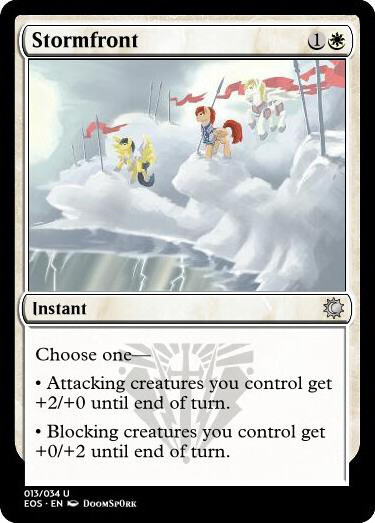 Stormfront 1
Instant
Choose one—
• Attacking creatures you control get
+2/+0 until end of turn.
• Blocking creatures you control get
+0/+2 until end of turn.
013/034 U
EOS • EN DoomSp0rk